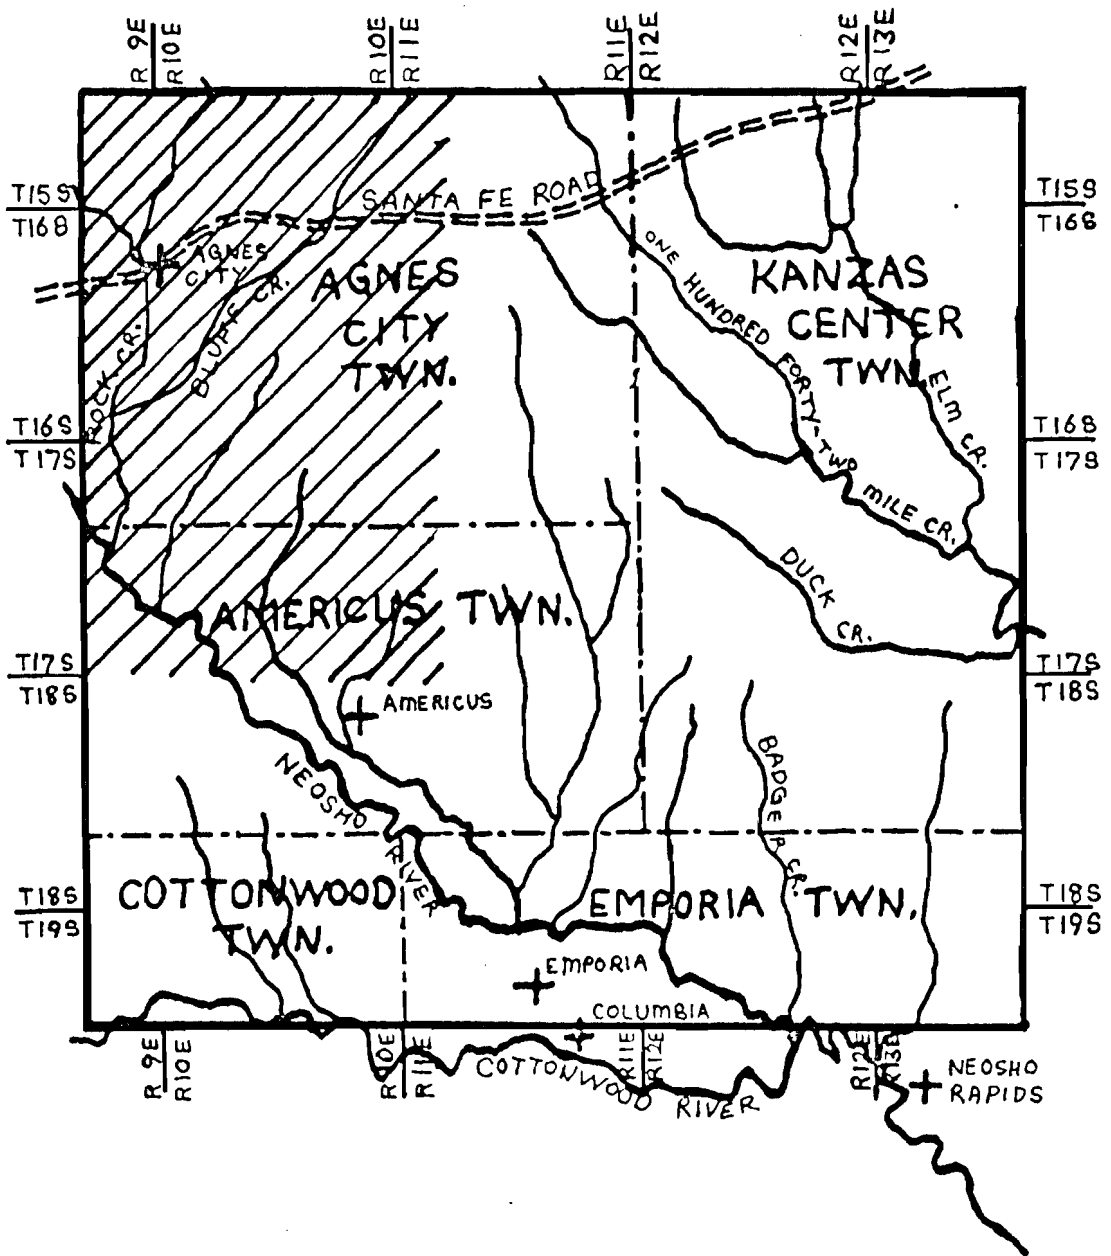 R 9E
R10E
R10E
R11E
R11E
R12E
R12E
R13E
T15S
T16S
T15S
T16S
SANTA FE ROAD
AGNES
CITY
AGNES
CITY
TWN.
KANZAS
CENTER
TWN.
ONE HUNDRED FORTY-TWO MILE CR.
ROCK CR.
BLUFF CR.
ELM CR.
T16S
T17S
T16S
T17S
DUCK
CR.
AMERICUS TWN.
T17S
T18S
T17S
T18S
AMERICUS
NEOSHO RIVER
BADGER CR.
COTTONWOOD
TWN.
EMPORIA TWN.
T18S
T19S
T18S
T19S
EMPORIA
COLUMBIA
R 9E
R10E
R10E
R11E
R11E
R12E
R12E
R13E
COTTONWOOD RIVER
NEOSHO
RAPIDS